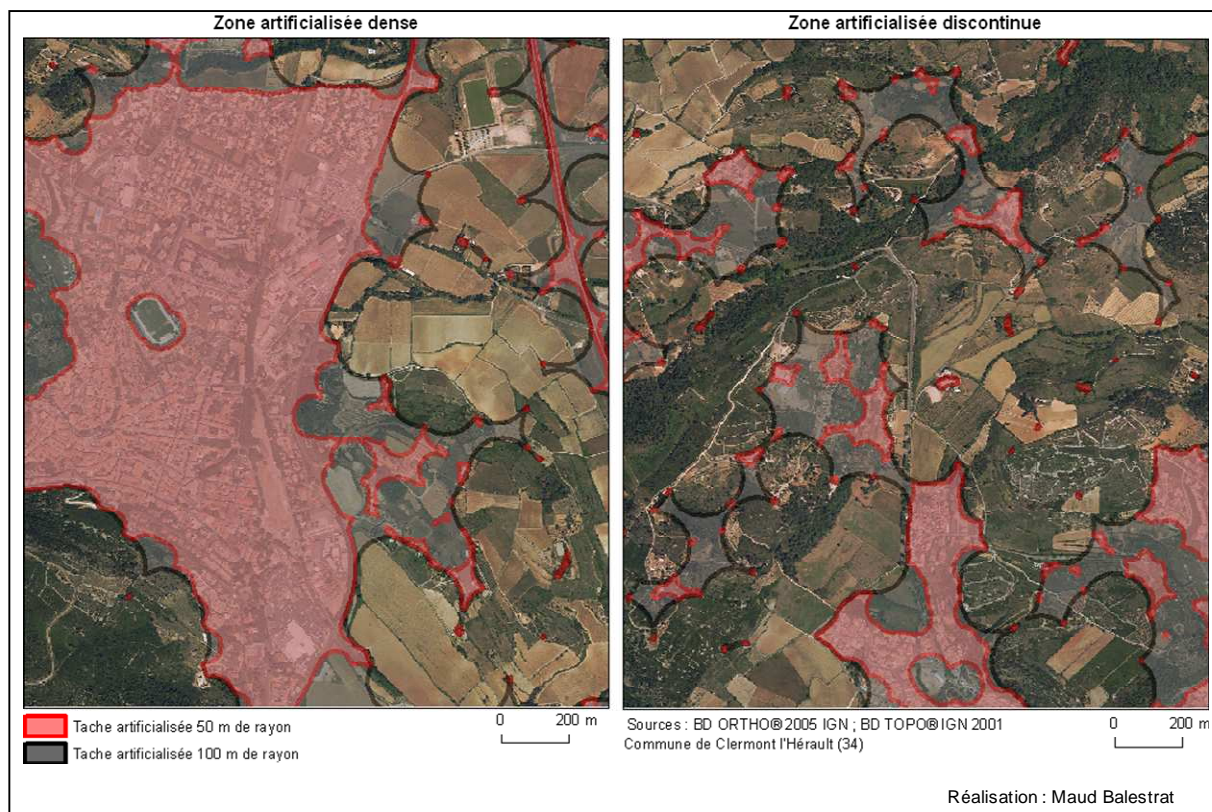 Zone artificialisée dense
Zone artificialisée discontinue
Tache artificialisée 50 m de rayon
Tache artificialisée 100 m de rayon
0 200 m
Sources : BD ORTHO®2005 IGN ; BD TOPO®IGN 2001
Commune de Clermont l'Hérault (34)
0 200 m
Réalisation : Maud Balestrat